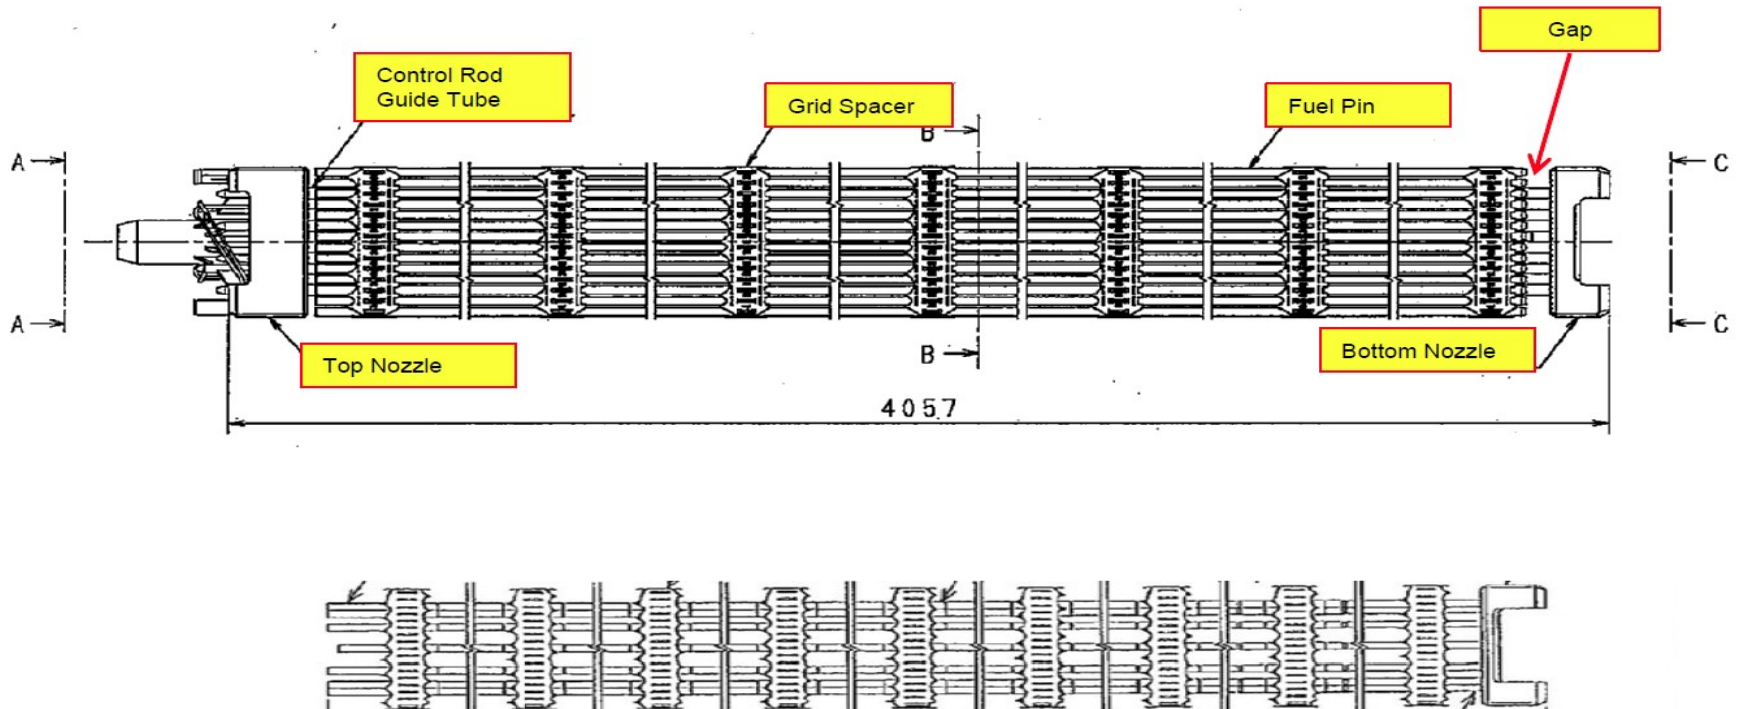 Gap
Control Rod
Guide Tube
Grid Spacer
Fuel Pin
B
A
C
A
C
Top Nozzle
B
Bottom Nozzle
4057